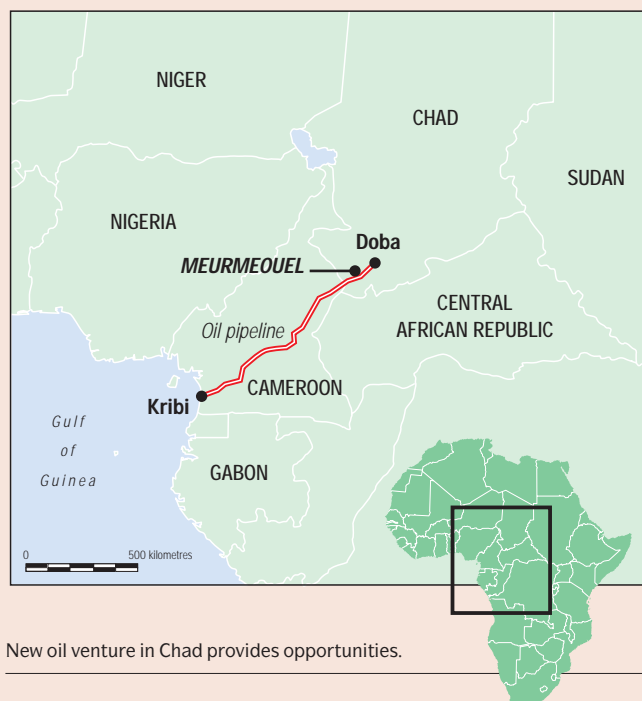 NIGER
CHAD
SUDAN
NIGERIA
Doba
MEURMEOUEL
CENTRAL
AFRICAN REPUBLIC
Oil pipeline
CAMEROON
Kribi
Gulf
of
Guinea
GABON
0 500 kilometres
New oil venture in Chad provides opportunities.